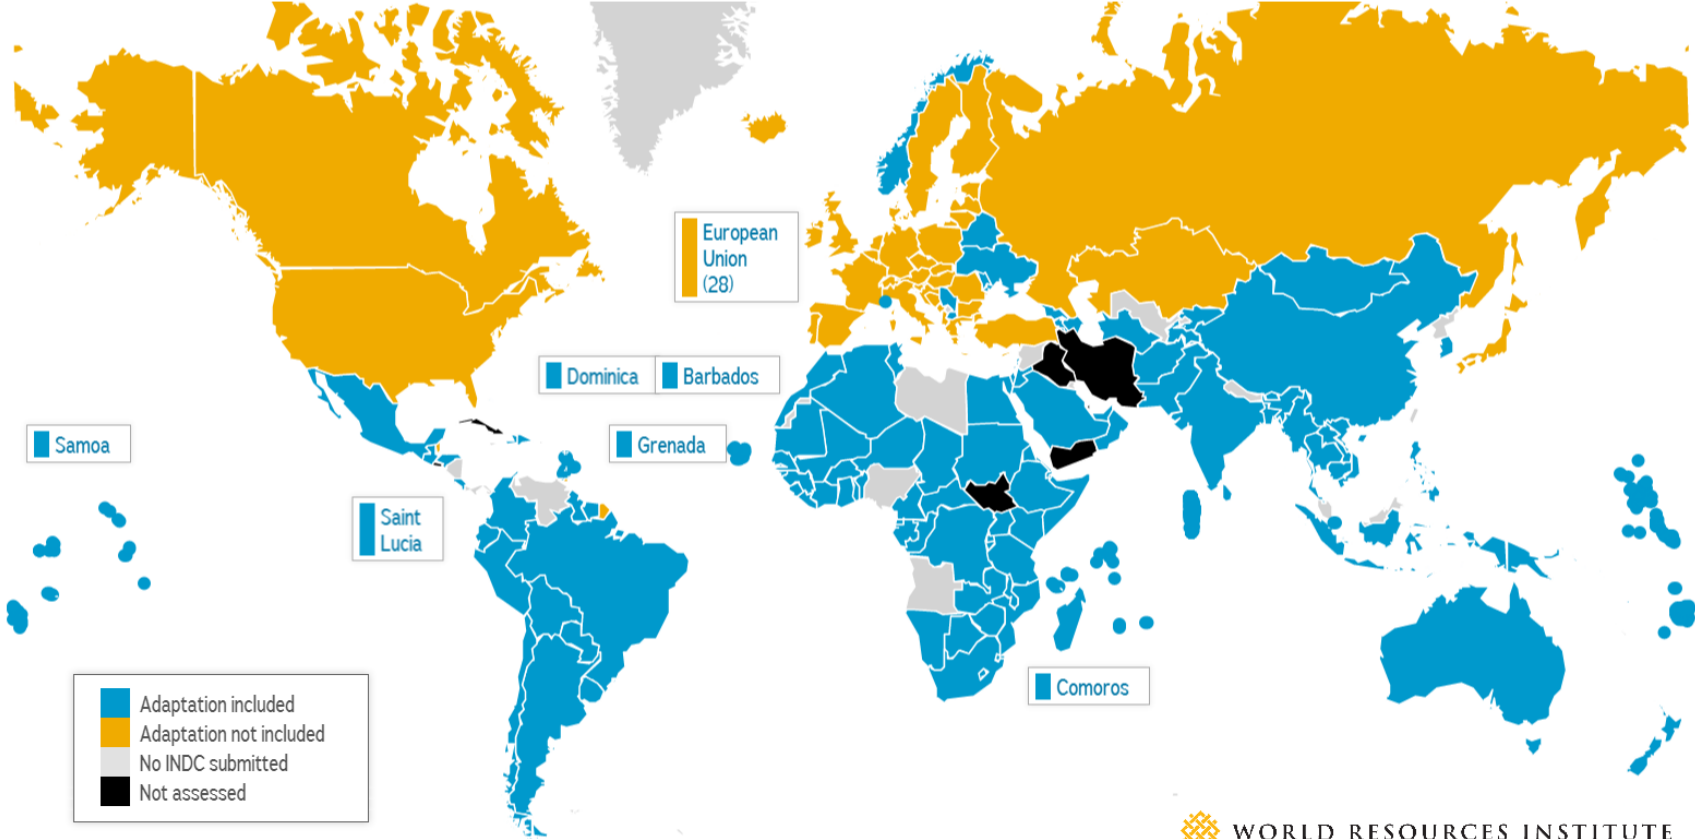 European
Union
(28)
Dominica
Barbados
Samoa
Grenada
Saint
Lucia
Comoros
Adaptation included
Adaptation not included
No INDC submitted
Not assessed
WORLD RESOURCES INSTITUTE